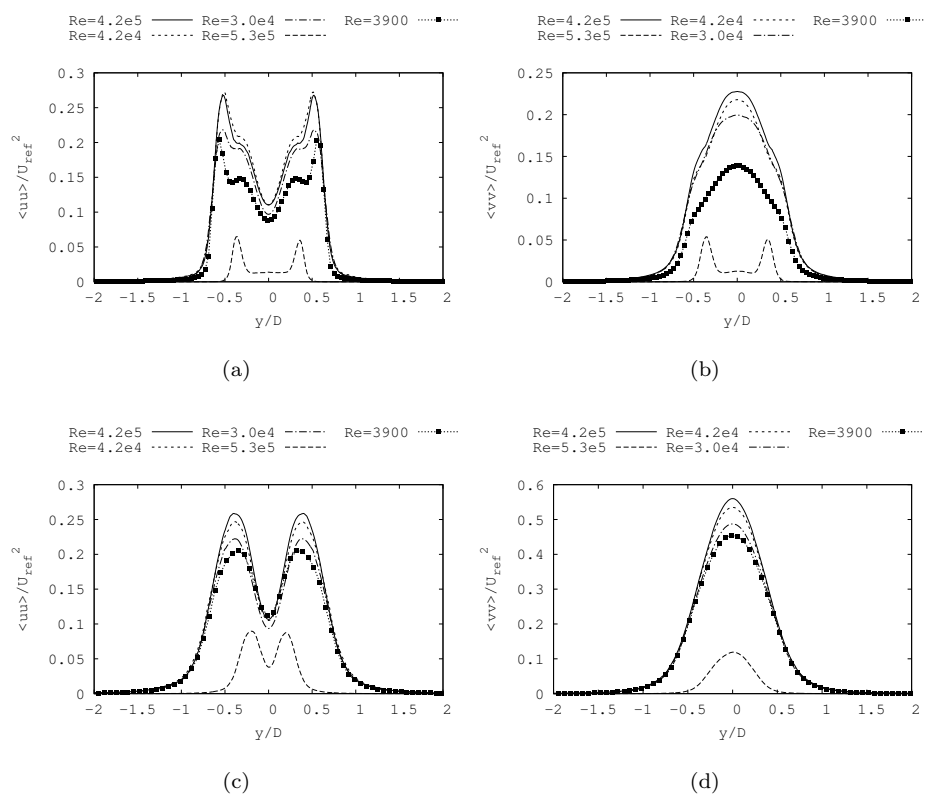 Re=4.2e5 Re=3.0e4 Re=3900
Re=4.2e4 Re=5.3e5
Re=4.2e5 Re=4.2e4 Re=3900
Re=5.3e5 Re=3.0e4
0.3
0.25
0.2
0.15
0.1
0.05
0
<uu>/U_ref^2
-2 -1.5 -1 -0.5 0 0.5 1 1.5 2
y/D
(a)
0.25
0.2
0.15
0.1
0.05
0
<vv>/U_ref^2
-2 -1.5 -1 -0.5 0 0.5 1 1.5 2
y/D
(b)
Re=4.2e5 Re=3.0e4 Re=3900
Re=4.2e4 Re=5.3e5
Re=4.2e5 Re=4.2e4 Re=3900
Re=5.3e5 Re=3.0e4
0.3
0.25
0.2
0.15
0.1
0.05
0
<uu>/U_ref^2
-2 -1.5 -1 -0.5 0 0.5 1 1.5 2
y/D
(c)
0.6
0.5
0.4
0.3
0.2
0.1
0
<vv>/U_ref^2
-2 -1.5 -1 -0.5 0 0.5 1 1.5 2
y/D
(d)